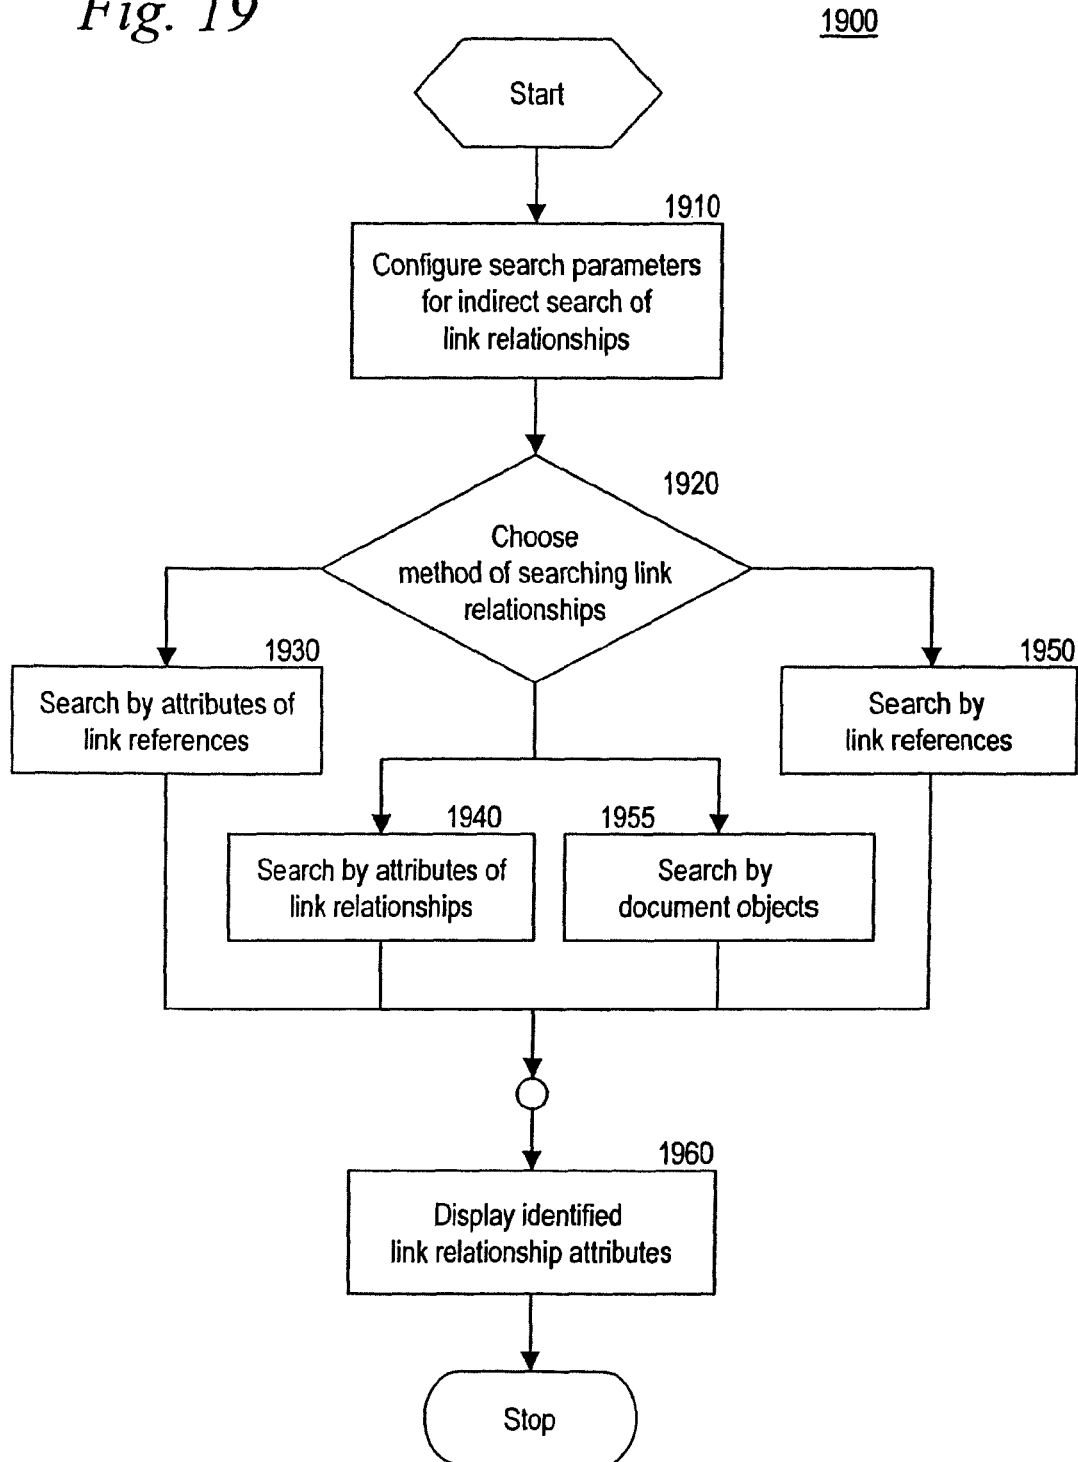 Fig. 19
1900
Start
1910
Configure search parameters
for indirect search of
link relationships
1920
Choose
method of searching link
relationships
1930
Search by attributes of
link references
1950
Search by
link references
1940
Search by attributes of
link relationships
1955
Search by
document objects
1960
Display identified
link relationship attributes
Stop